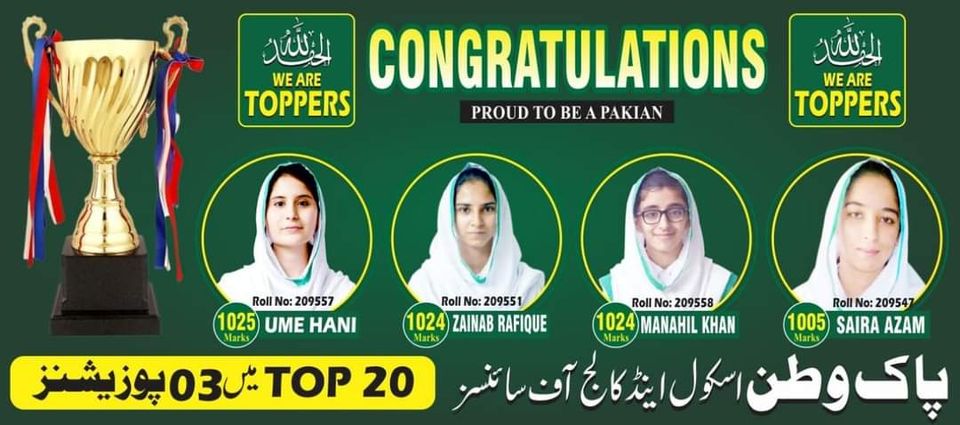 الحمدللہ
WE ARE
TOPPERS
CONGRATULATIONS
PROUD TO BE A PAKIAN
الحمدللہ
WE ARE
TOPPERS
Roll No: 209557
1025 Marks UME HANI
Roll No: 209551
1024 Marks ZAINAB RAFIQUE
Roll No: 209558
1024 Marks MANAHIL KHAN
Roll No: 209547
1005 Marks SAIRA AZAM
پاک وطن اسکول اینڈ کالج آف سائنسز
TOP 20 میں 03 پوزیشنز